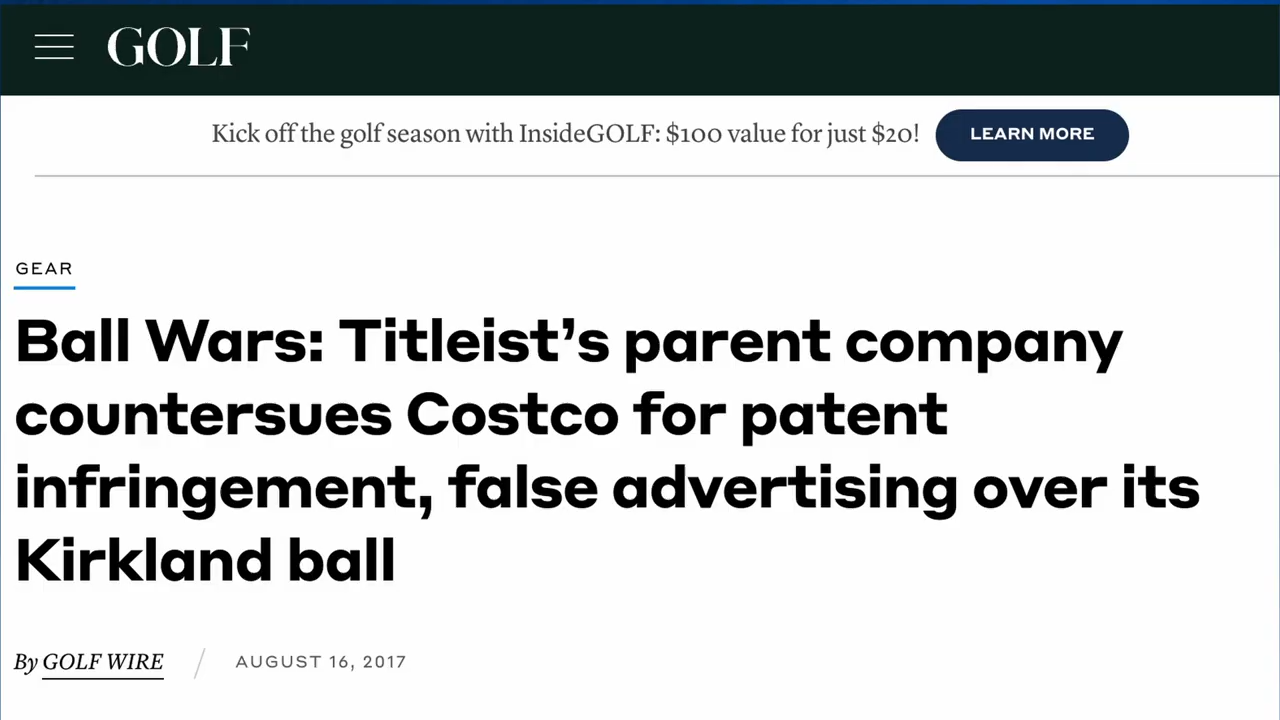 GOLF
Kick off the golf season with InsideGOLF: $100 value for just $20!
LEARN MORE
GEAR
Ball Wars: Titleist’s parent company
countersues Costco for patent
infringement, false advertising over its
Kirkland ball
By GOLF WIRE / AUGUST 16, 2017